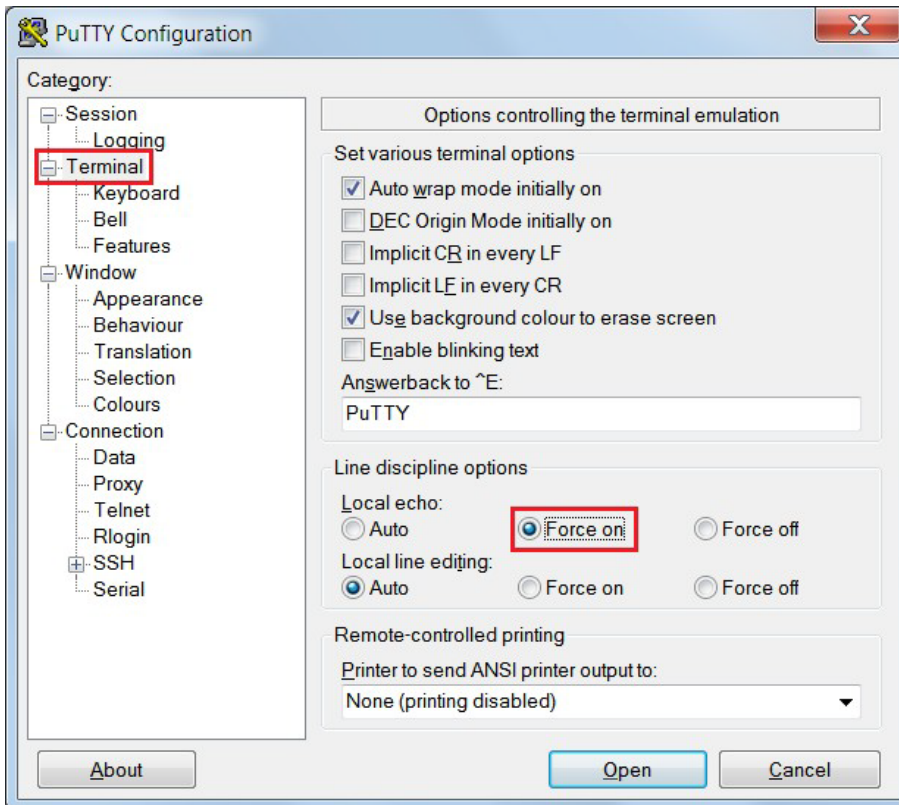 PuTTY Configuration
Category:
Session
Logging
Terminal
Keyboard
Bell
Features
Window
Appearance
Behaviour
Translation
Selection
Colours
Connection
Data
Proxy
Telnet
Rlogin
SSH
Serial
Options controlling the terminal emulation
Set various terminal options
Auto wrap mode initially on
DEC Origin Mode initially on
Implicit CR in every LF
Implicit LF in every CR
Use background colour to erase screen
Enable blinking text
Answerback to ^E:
PuTTY
Line discipline options
Local echo:
Auto Force on Force off
Local line editing:
Auto Force on Force off
Remote-controlled printing
Printer to send ANSI printer output to:
None (printing disabled)
About Open Cancel